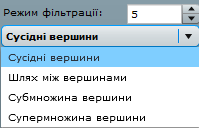 Режим фільтрації: 5
Сусідні вершини
Сусідні вершини
Шлях між вершинами
Субмножина вершини
Супермножина вершини